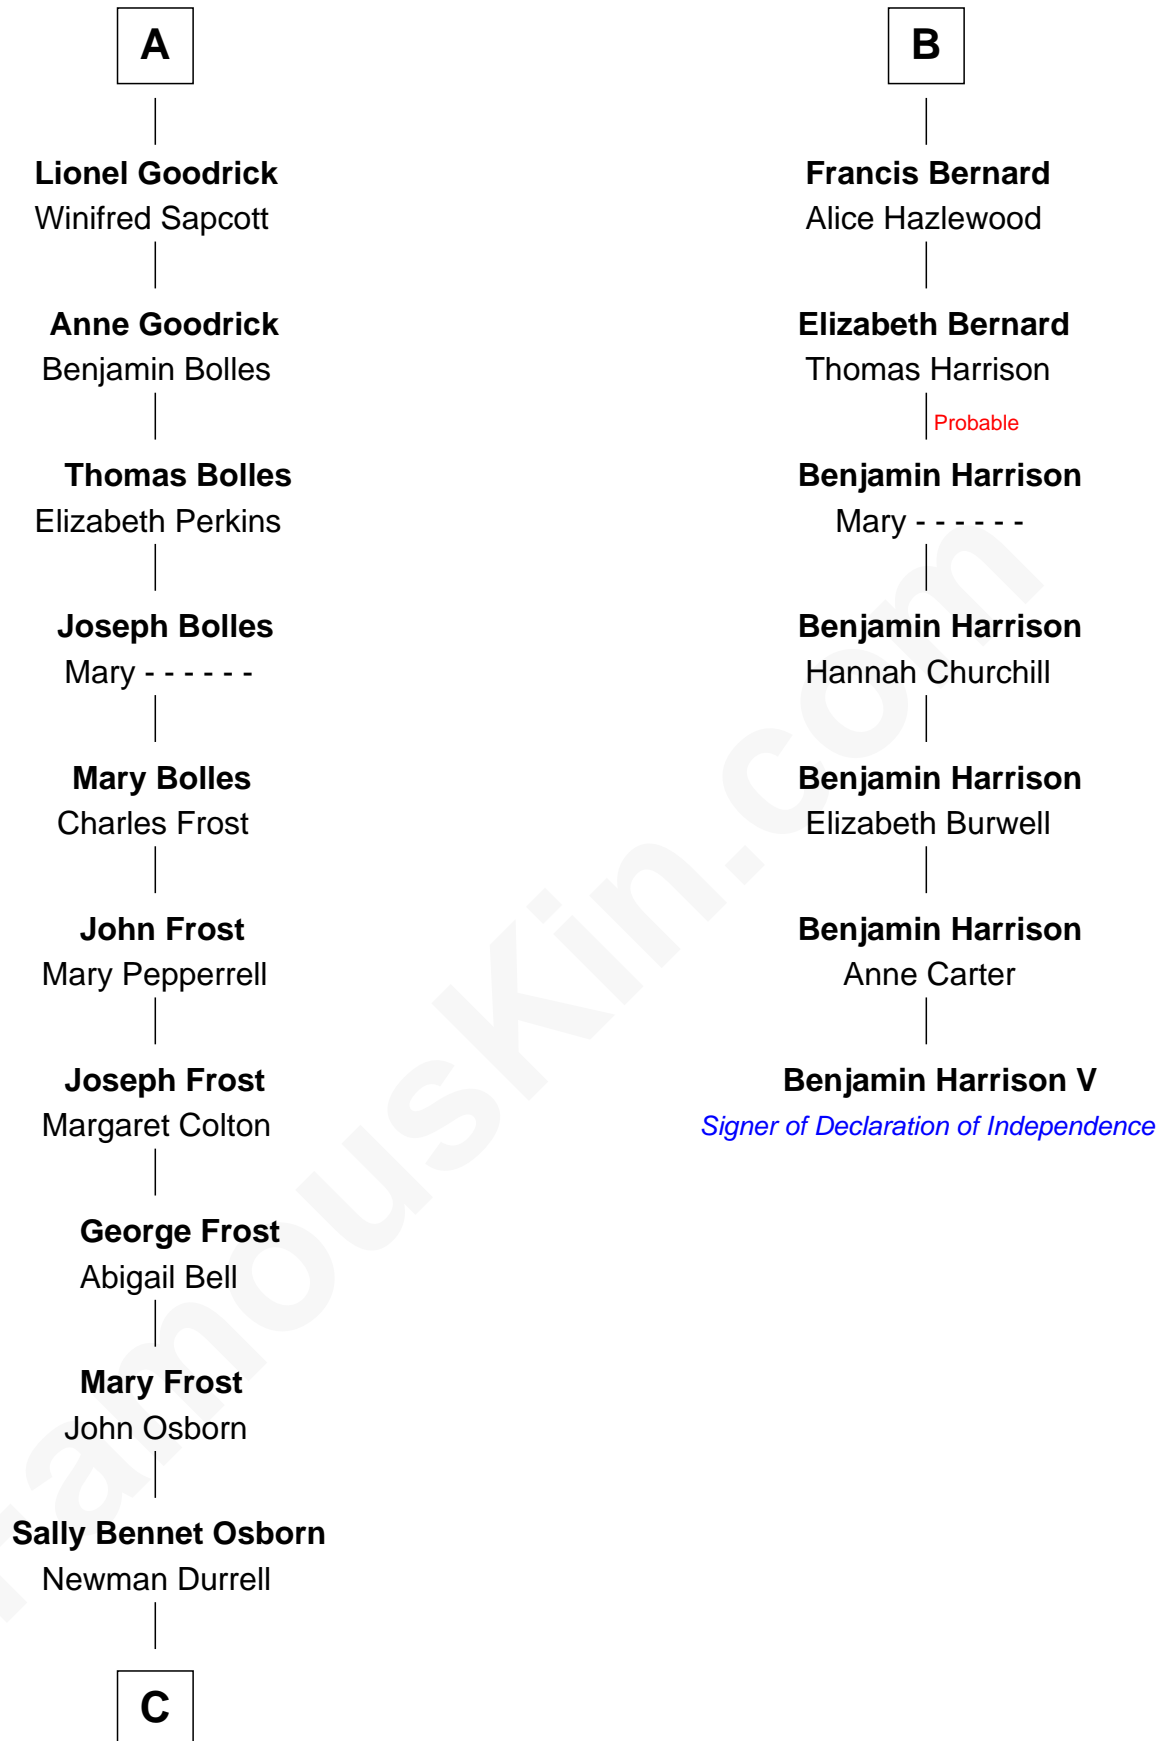 A
Lionel Goodrick
Winifred Sapcott
Anne Goodrick
Benjamin Bolles
Thomas Bolles
Elizabeth Perkins
Joseph Bolles
Mary - - - - - -
Mary Bolles
Charles Frost
John Frost
Mary Pepperrell
Joseph Frost
Margaret Colton
George Frost
Abigail Bell
Mary Frost
John Osborn
Sally Bennet Osborn
Newman Durrell
C
B
Francis Bernard
Alice Hazlewood
Elizabeth Bernard
Thomas Harrison
Probable
Benjamin Harrison
Mary - - - - - -
Benjamin Harrison
Hannah Churchill
Benjamin Harrison
Elizabeth Burwell
Benjamin Harrison
Anne Carter
Benjamin Harrison V
Signer of Declaration of Independence
FamousKin.com